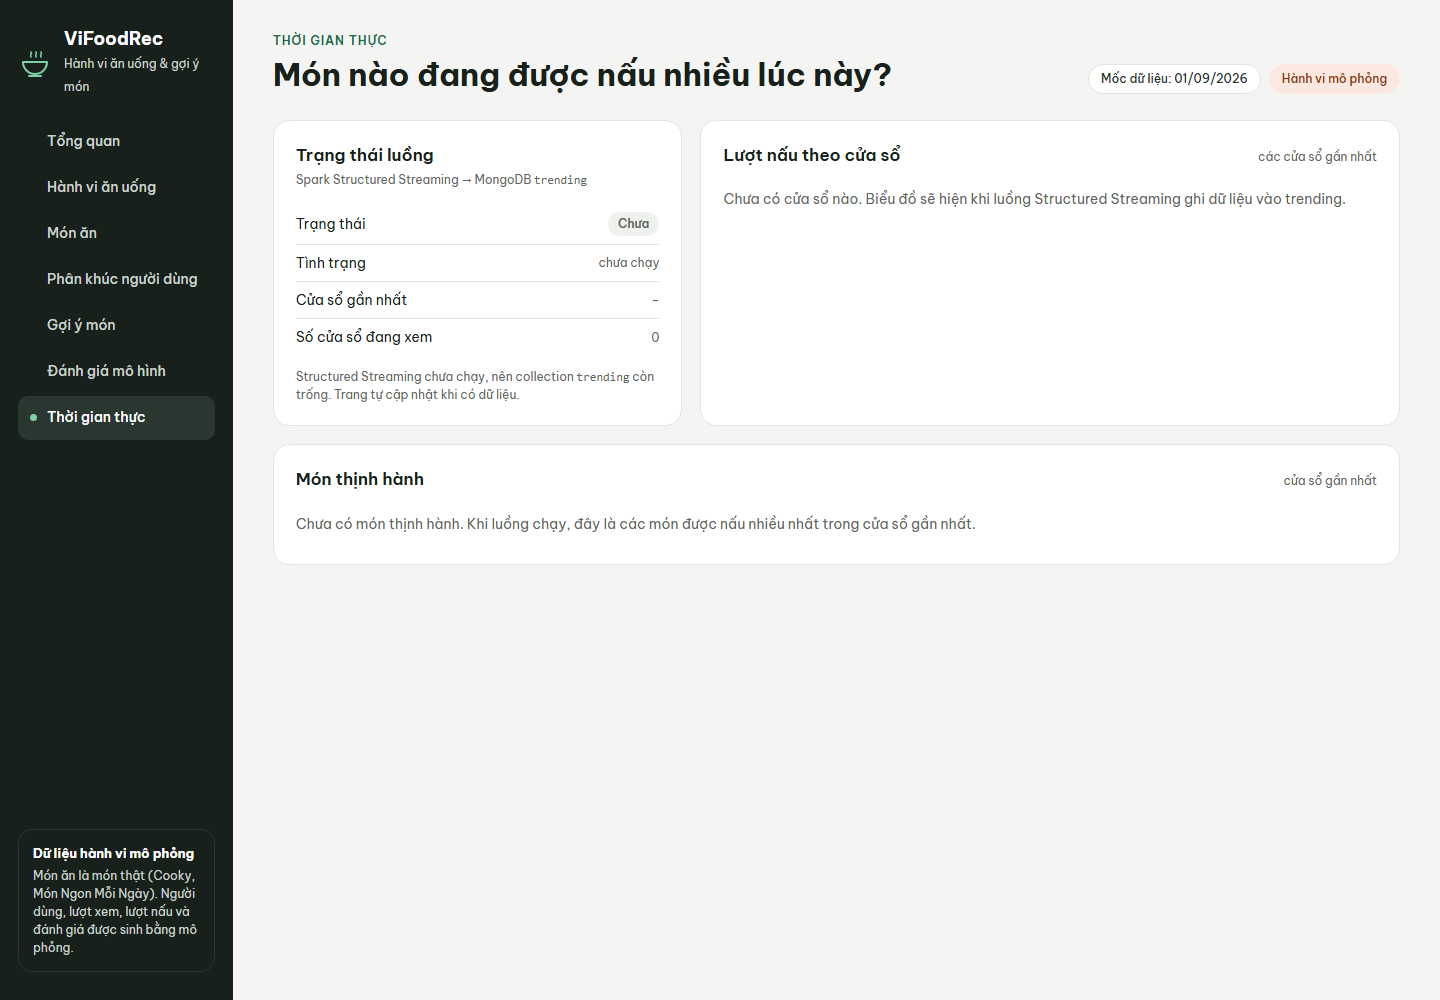 ViFoodRec
Hành vi ăn uống & gợi ý
món
Tổng quan
Hành vi ăn uống
Món ăn
Phân khúc người dùng
Gợi ý món
Đánh giá mô hình
Thời gian thực
Dữ liệu hành vi mô phỏng
Món ăn là món thật (Cooky,
Món Ngon Mỗi Ngày). Người
dùng, lượt xem, lượt nấu và
đánh giá được sinh bằng mô
phỏng.
THỜI GIAN THỰC
Món nào đang được nấu nhiều lúc này?
Mốc dữ liệu: 01/09/2026
Hành vi mô phỏng
Trạng thái luồng
Spark Structured Streaming → MongoDB trending
Trạng thái
Chưa
Tình trạng
chưa chạy
Cửa sổ gần nhất
–
Số cửa sổ đang xem
0
Structured Streaming chưa chạy, nên collection trending còn
trống. Trang tự cập nhật khi có dữ liệu.
Lượt nấu theo cửa sổ
các cửa sổ gần nhất
Chưa có cửa sổ nào. Biểu đồ sẽ hiện khi luồng Structured Streaming ghi dữ liệu vào trending.
Món thịnh hành
cửa sổ gần nhất
Chưa có món thịnh hành. Khi luồng chạy, đây là các món được nấu nhiều nhất trong cửa sổ gần nhất.